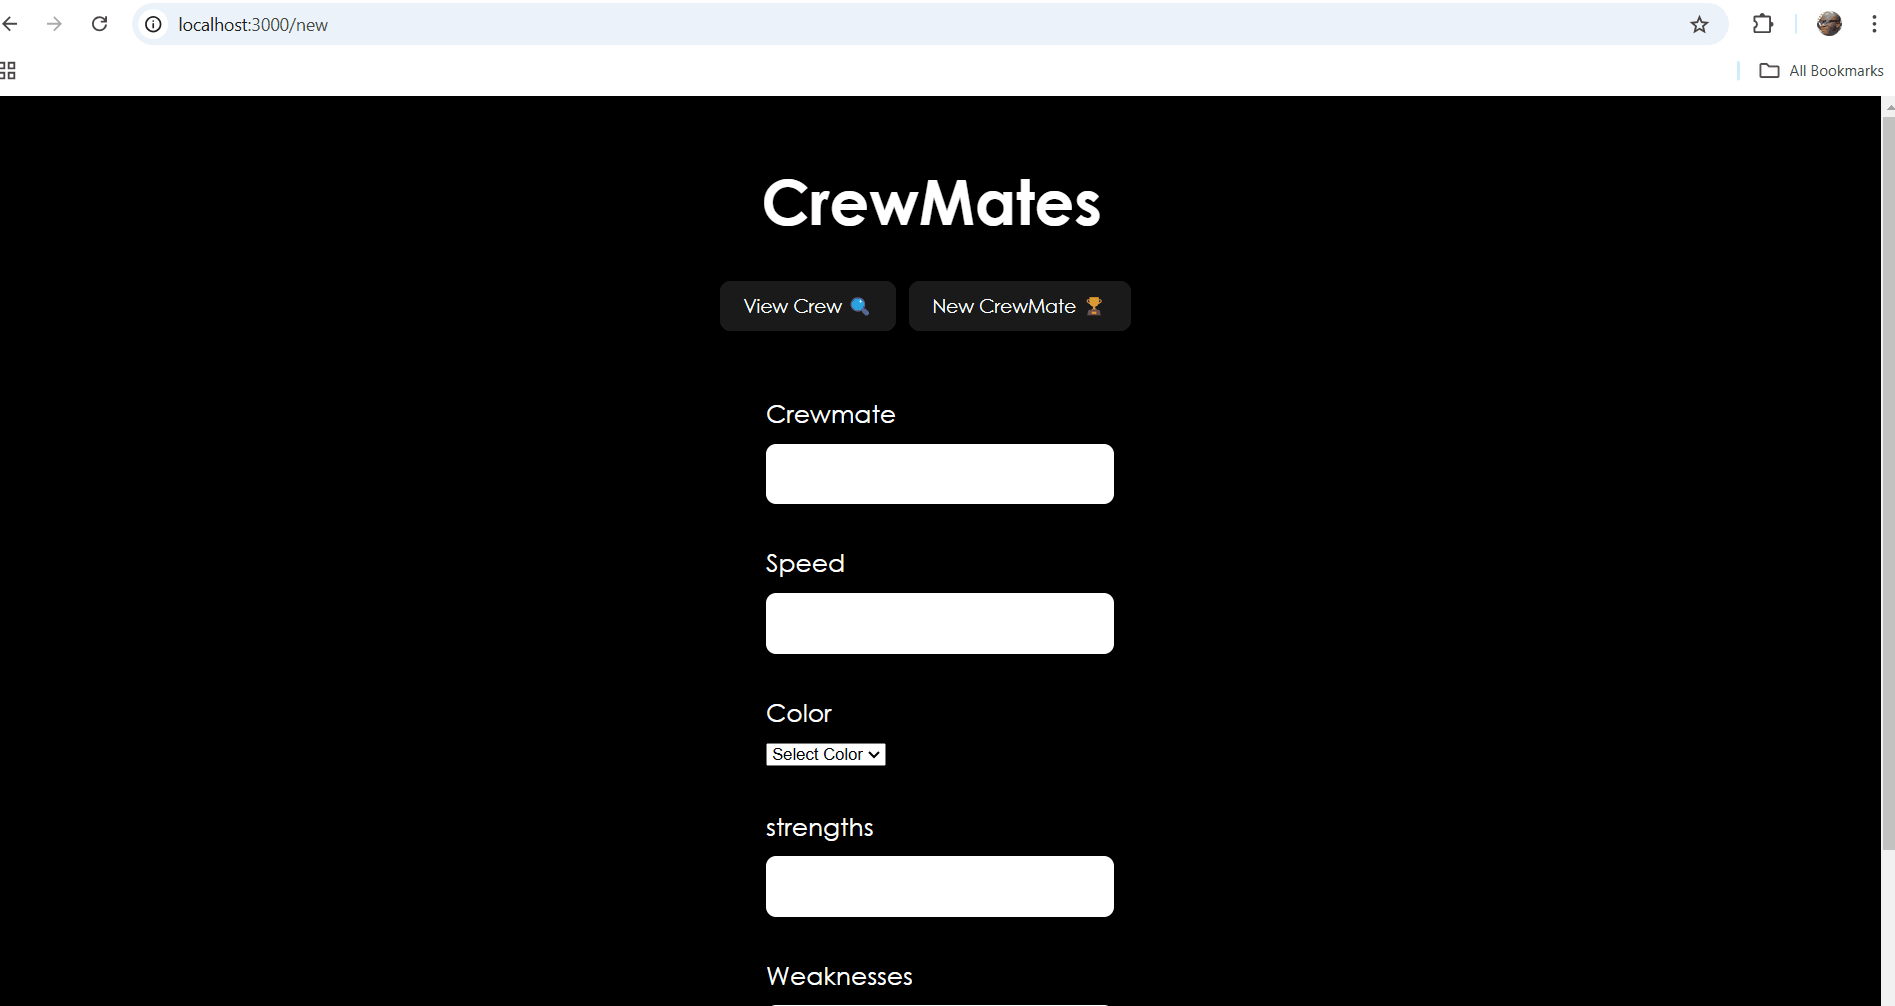 localhost:3000/new
All Bookmarks
CrewMates
View Crew 🔍 New CrewMate 🏆
Crewmate
Speed
Color
Select Color
strengths
Weaknesses